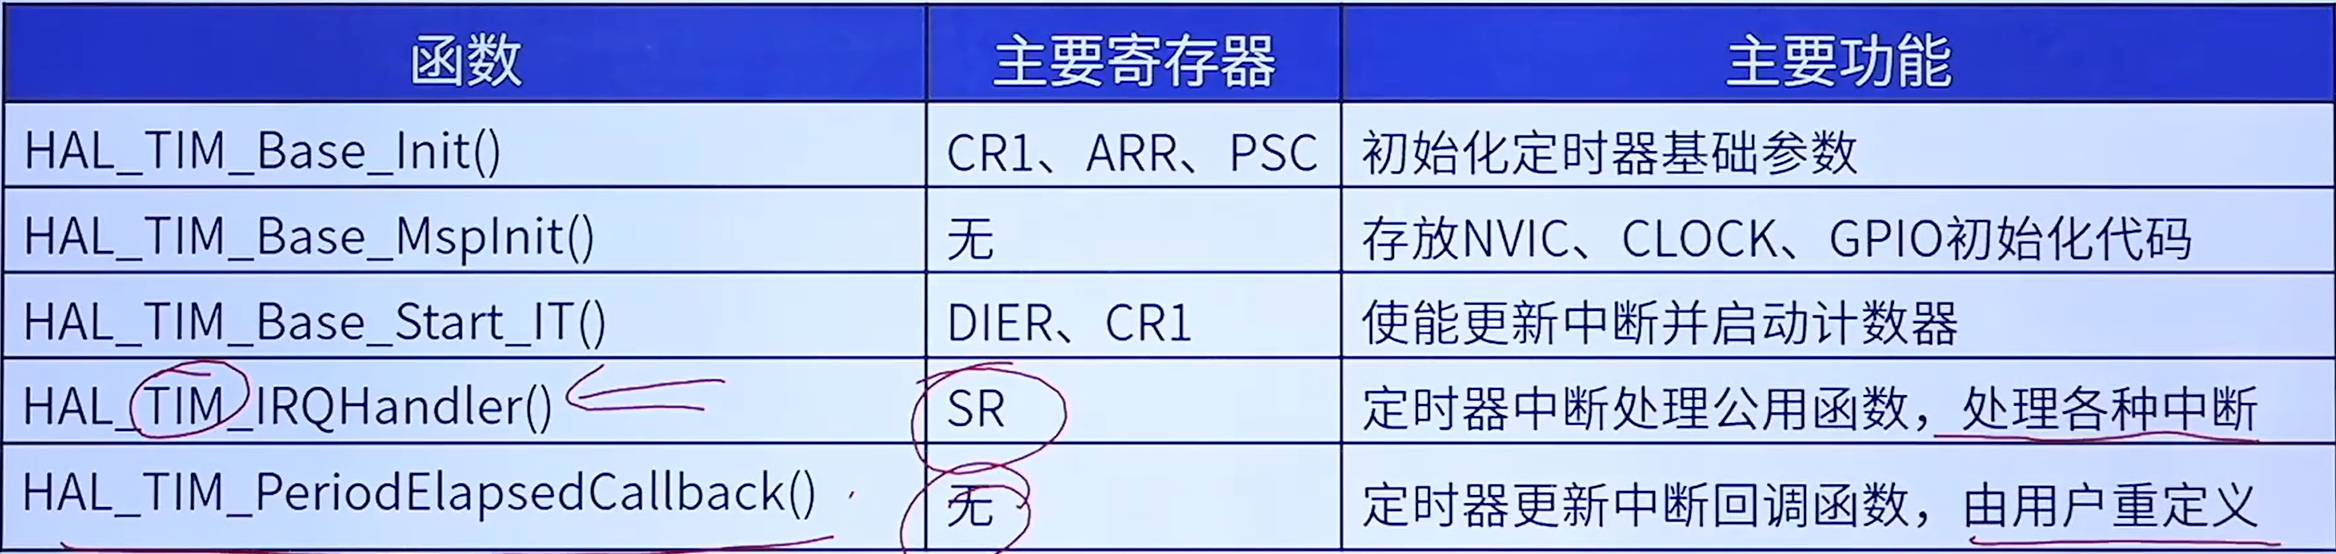 函数 主要寄存器 主要功能
HAL_TIM_Base_Init() CR1、ARR、PSC 初始化定时器基础参数
HAL_TIM_Base_MspInit() 无 存放NVIC、CLOCK、GPIO初始化代码
HAL_TIM_Base_Start_IT() DIER、CR1 使能更新中断并启动计数器
HAL_TIM_IRQHandler() SR 定时器中断处理公用函数，处理各种中断
HAL_TIM_PeriodElapsedCallback() 无 定时器更新中断回调函数，由用户重定义